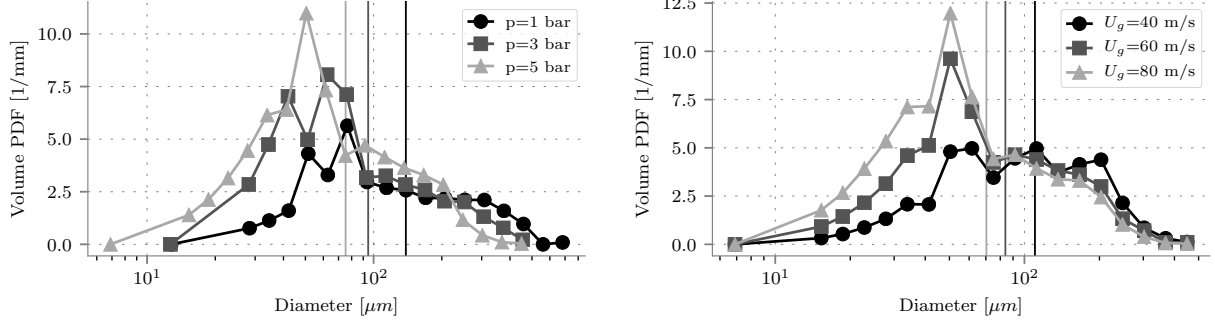 10.0
7.5
5.0
2.5
0.0
Volume PDF [1/mm]
10¹
10²
Diameter [μm]
p=1 bar
p=3 bar
p=5 bar
12.5
10.0
7.5
5.0
2.5
0.0
Volume PDF [1/mm]
10¹
10²
Diameter [μm]
U_g=40 m/s
U_g=60 m/s
U_g=80 m/s